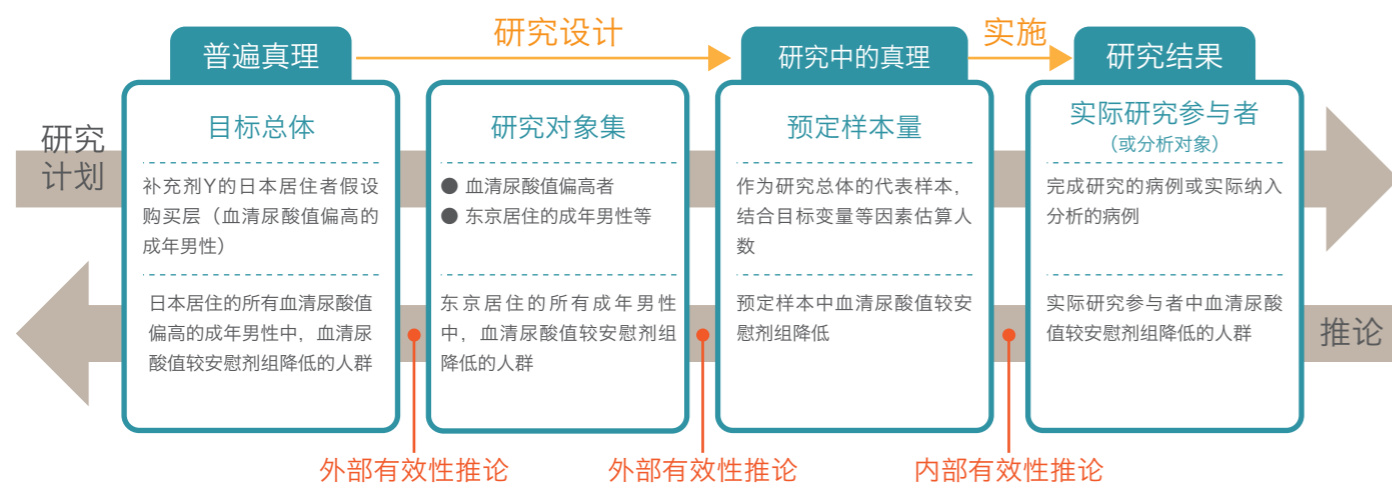 研究设计
实施
普遍真理
研究中的真理
研究结果
研究
计划
目标总体
补充剂Y的日本居住者假设
购买层（血清尿酸值偏高的
成年男性）
日本居住的所有血清尿酸值
偏高的成年男性中，血清尿
酸值较安慰剂组降低的人群
研究对象集
● 血清尿酸值偏高者
● 东京居住的成年男性等
东京居住的所有成年男性
中，血清尿酸值较安慰剂组
降低的人群
预定样本量
作为研究总体的代表样本，
结合目标变量等因素估算人
数
预定样本中血清尿酸值较安
慰剂组降低
实际研究参与者
（或分析对象）
完成研究的病例或实际纳入
分析的病例
实际研究参与者中血清尿酸
值较安慰剂组降低的人群
推论
外部有效性推论
外部有效性推论
内部有效性推论